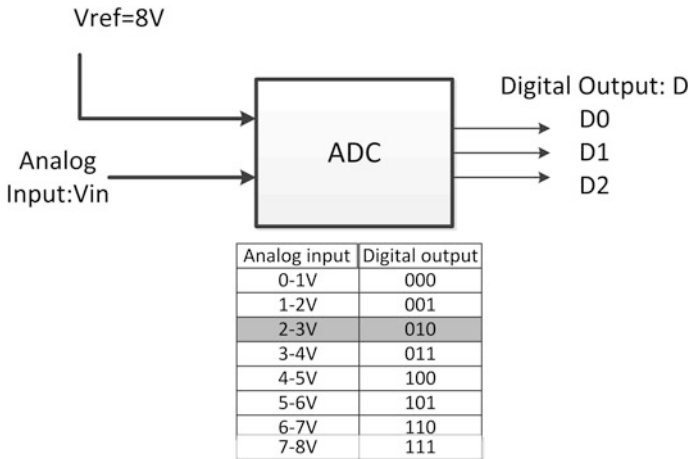 Vref=8V
Digital Output: D
ADC
D0
D1
D2
Analog
Input:Vin
Analog input Digital output
0-1V 000
1-2V 001
2-3V 010
3-4V 011
4-5V 100
5-6V 101
6-7V 110
7-8V 111